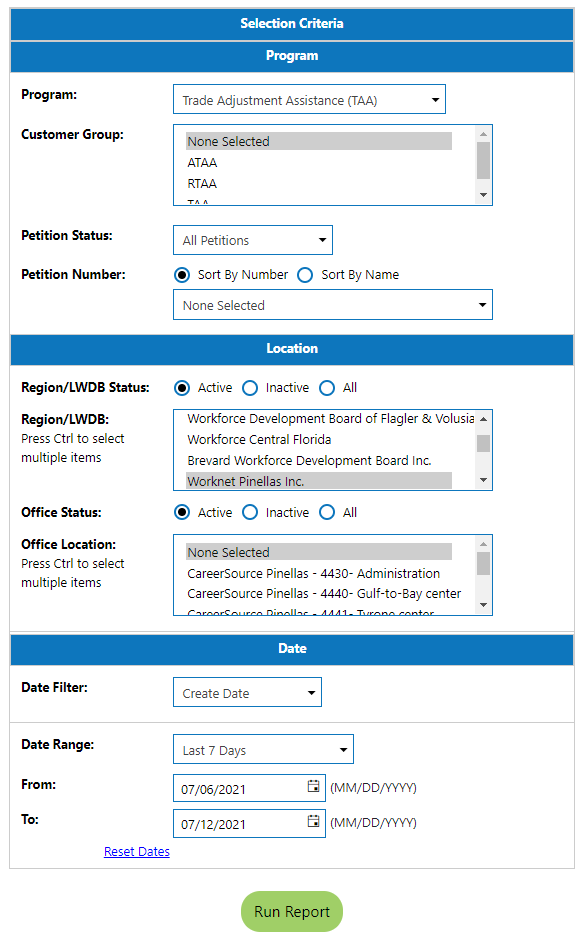 Selection Criteria
Program
Program:
Trade Adjustment Assistance (TAA)
Customer Group:
None Selected
ATAA
RTAA
TAA
Petition Status:
All Petitions
Petition Number:
Sort By Number Sort By Name
None Selected
Location
Region/LWDB Status:
Active Inactive All
Region/LWDB:
Press Ctrl to select
multiple items
Workforce Development Board of Flagler & Volusia
Workforce Central Florida
Brevard Workforce Development Board Inc.
Worknet Pinellas Inc.
Office Status:
Active Inactive All
Office Location:
Press Ctrl to select
multiple items
None Selected
CareerSource Pinellas - 4430- Administration
CareerSource Pinellas - 4440- Gulf-to-Bay center
CareerSource Pinellas - 4441- Tyrone center
Date
Date Filter:
Create Date
Date Range:
Last 7 Days
From:
07/06/2021 (MM/DD/YYYY)
To:
07/12/2021 (MM/DD/YYYY)
Reset Dates
Run Report